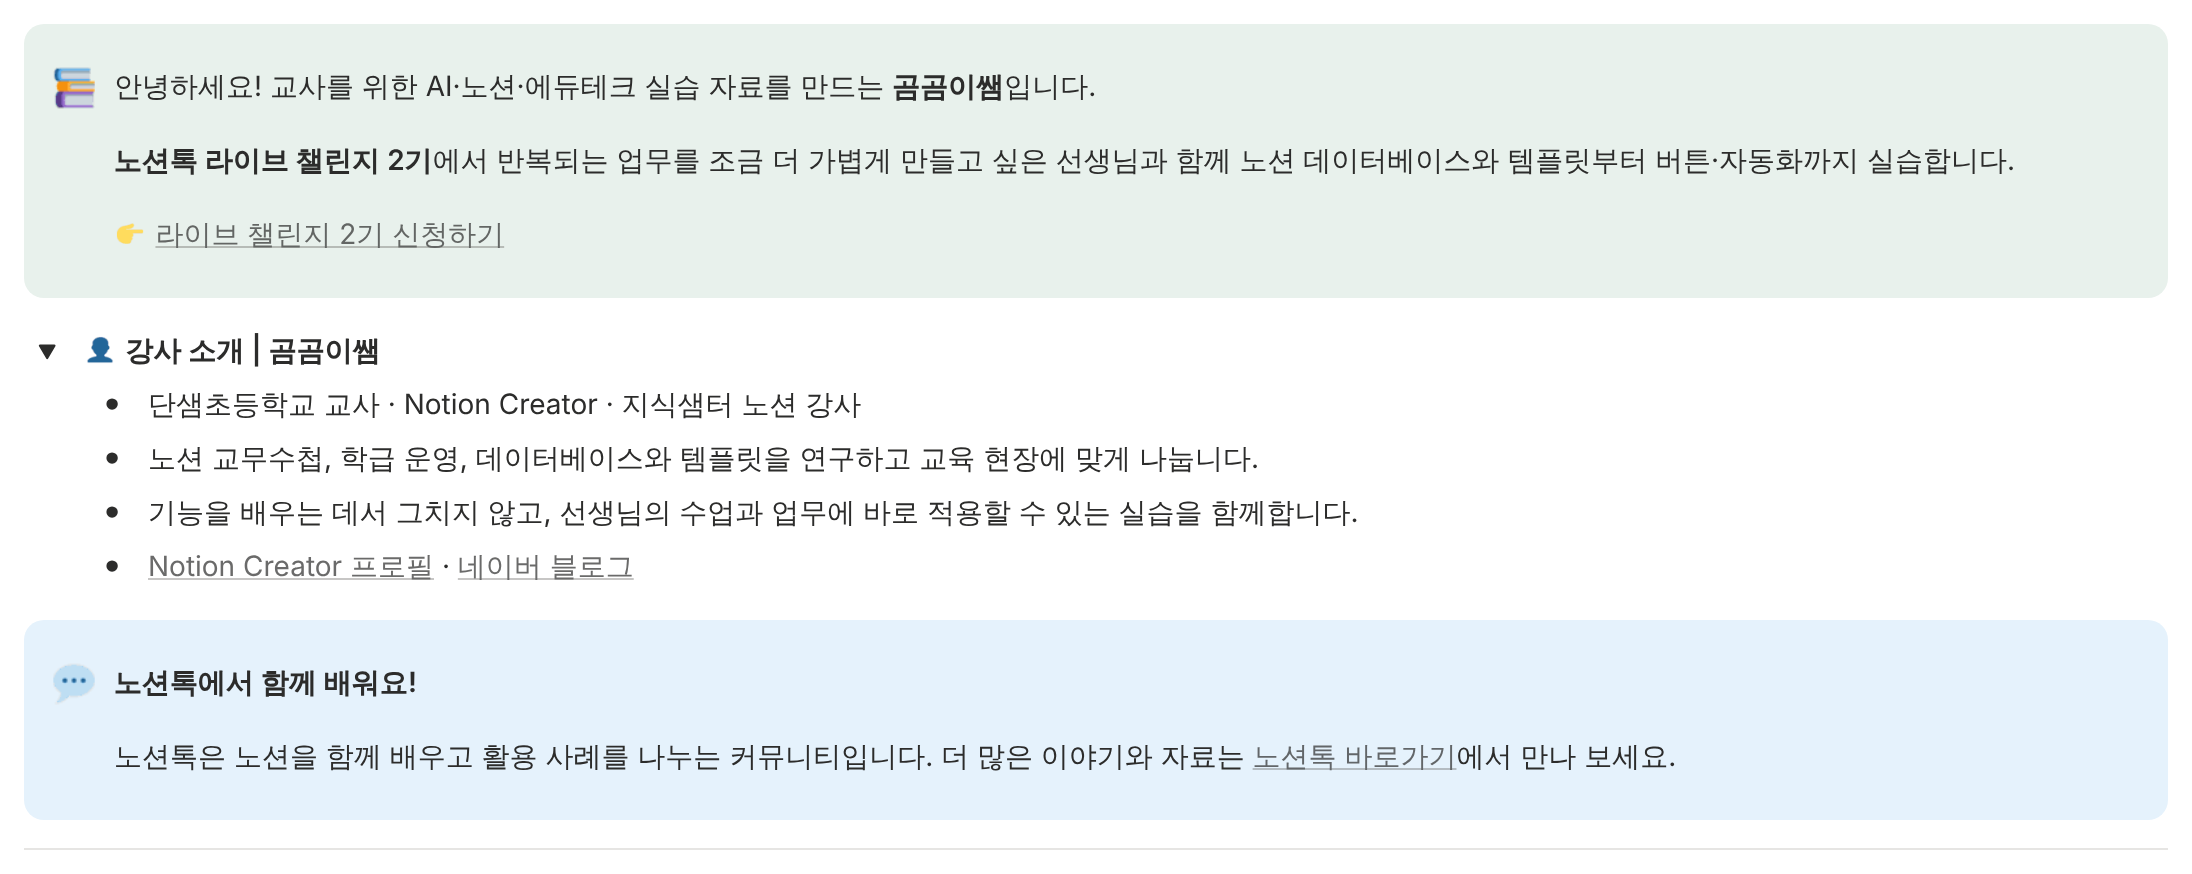 안녕하세요! 교사를 위한 AI·노션·에듀테크 실습 자료를 만드는 곰곰이쌤입니다.
노션톡 라이브 챌린지 2기에서 반복되는 업무를 조금 더 가볍게 만들고 싶은 선생님과 함께 노션 데이터베이스와 템플릿부터 버튼·자동화까지 실습합니다.
👉 라이브 챌린지 2기 신청하기
▼ 👤 강사 소개 | 곰곰이쌤
• 단샘초등학교 교사 · Notion Creator · 지식샘터 노션 강사
• 노션 교무수첩, 학급 운영, 데이터베이스와 템플릿을 연구하고 교육 현장에 맞게 나눕니다.
• 기능을 배우는 데서 그치지 않고, 선생님의 수업과 업무에 바로 적용할 수 있는 실습을 함께합니다.
• Notion Creator 프로필 · 네이버 블로그
노션톡에서 함께 배워요!
노션톡은 노션을 함께 배우고 활용 사례를 나누는 커뮤니티입니다. 더 많은 이야기와 자료는 노션톡 바로가기에서 만나 보세요.